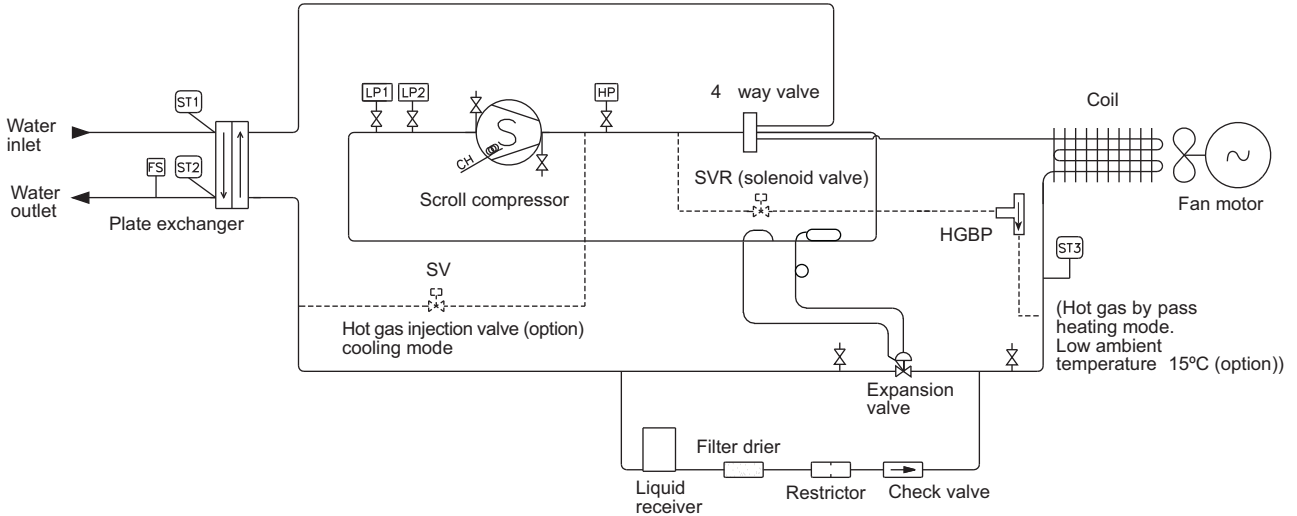 LP1
LP2
HP
4 way valve
Coil
ST1
Water
inlet
CH
SVR (solenoid valve)
FS
ST2
Water
outlet
Plate exchanger
Scroll compressor
Fan motor
HGBP
ST3
SV
Hot gas injection valve (option)
cooling mode
(Hot gas by pass
heating mode.
Low ambient
temperature 15ºC (option))
Expansion
valve
Filter drier
Liquid
receiver
Restrictor
Check valve